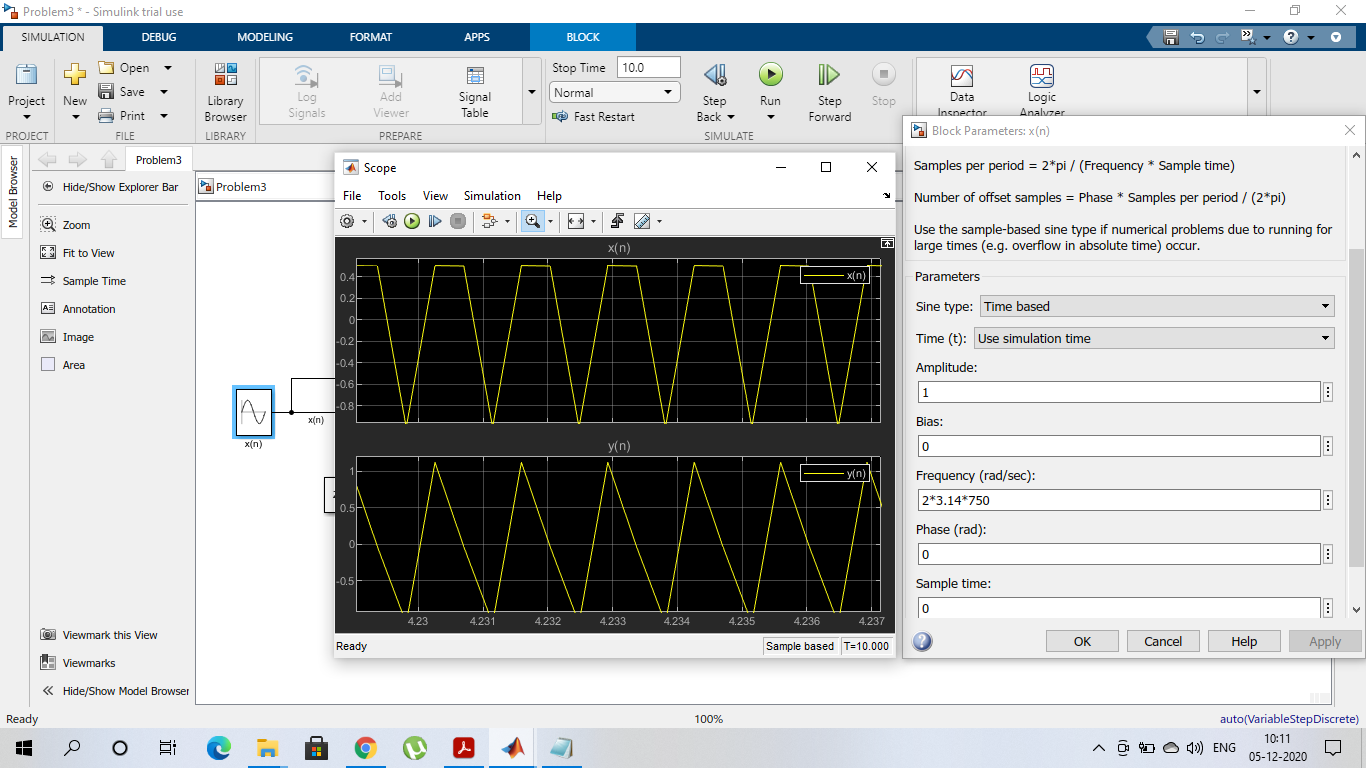 Problem3 * - Simulink trial use
SIMULATION DEBUG MODELING FORMAT APPS BLOCK
Project
PROJECT
New
Open
Save
Print
FILE
Library
Browser
LIBRARY
Log
Signals
Add
Viewer
Signal
Table
PREPARE
Stop Time 10.0
Normal
Fast Restart
Step
Back
Run
Step
Forward
Stop
SIMULATE
Data
Inspector
Logic
Analyzer
Model Browser
Problem3
Hide/Show Explorer Bar
Zoom
Fit to View
Sample Time
Annotation
Image
Area
Viewmark this View
Viewmarks
Hide/Show Model Browser
Problem3
x(n)
x(n)
Scope
File Tools View Simulation Help
x(n)
x(n)
0.4
0.2
0
-0.2
-0.4
-0.6
-0.8
y(n)
y(n)
1
0.5
0
-0.5
4.23 4.231 4.232 4.233 4.234 4.235 4.236 4.237
Ready Sample based T=10.000
Block Parameters: x(n)
Samples per period = 2*pi / (Frequency * Sample time)
Number of offset samples = Phase * Samples per period / (2*pi)
Use the sample-based sine type if numerical problems due to running for
large times (e.g. overflow in absolute time) occur.
Parameters
Sine type: Time based
Time (t): Use simulation time
Amplitude:
1
Bias:
0
Frequency (rad/sec):
2*3.14*750
Phase (rad):
0
Sample time:
0
OK Cancel Help Apply
Ready 100% auto(VariableStepDiscrete)
ENG
10:11
05-12-2020